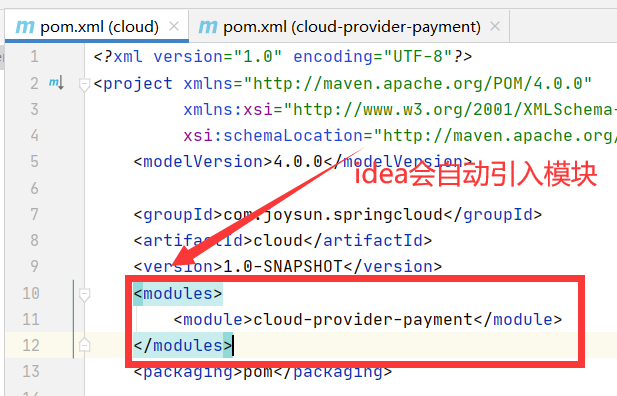 pom.xml (cloud) pom.xml (cloud-provider-payment)
1 <?xml version="1.0" encoding="UTF-8"?>
2 <project xmlns="http://maven.apache.org/POM/4.0.0"
3 xmlns:xsi="http://www.w3.org/2001/XMLSchema-
4 xsi:schemaLocation="http://maven.apache.org/
5 <modelVersion>4.0.0</modelVersion>
idea会自动引入模块
6
7 <groupId>com.joysun.springcloud</groupId>
8 <artifactId>cloud</artifactId>
9 <version>1.0-SNAPSHOT</version>
10 <modules>
11 <module>cloud-provider-payment</module>
12 </modules>
13 <packaging>pom</packaging>